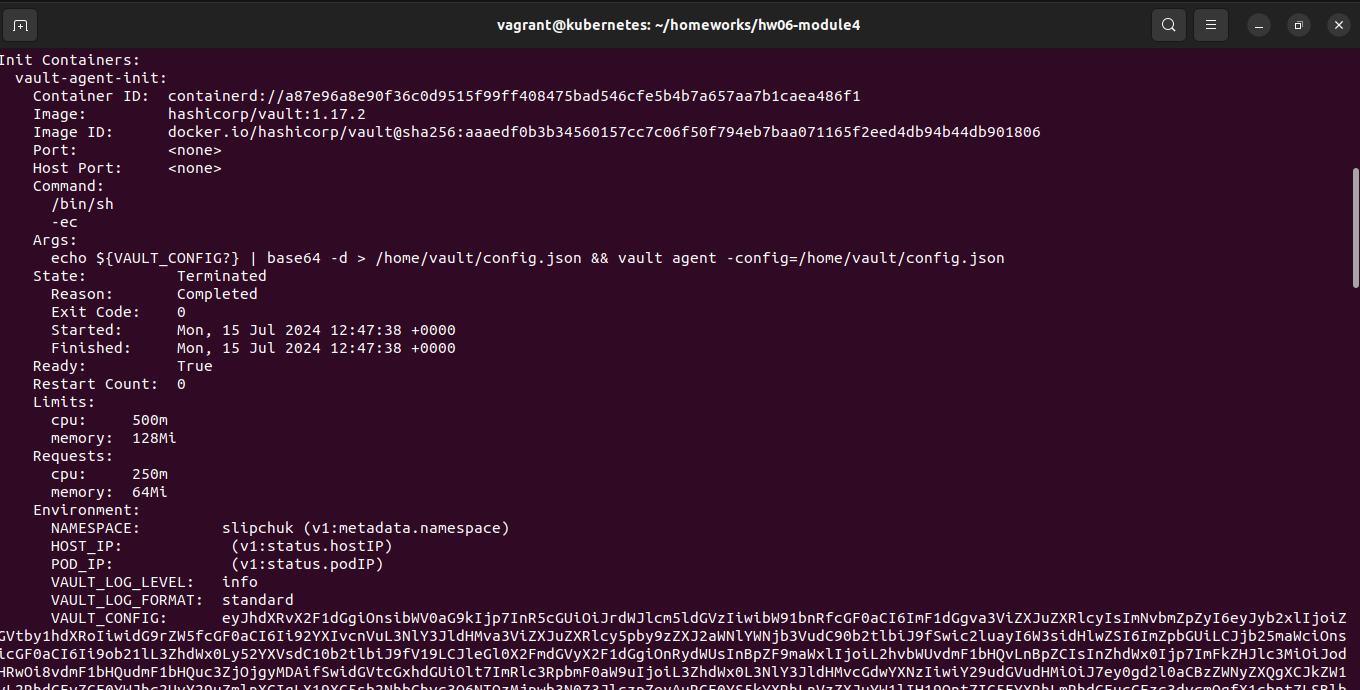 vagrant@kubernetes: ~/homeworks/hw06-module4
Init Containers:
  vault-agent-init:
    Container ID:  containerd://a87e96a8e90f36c0d9515f99ff408475bad546cfe5b4b7a657aa7b1caea486f1
    Image:         hashicorp/vault:1.17.2
    Image ID:      docker.io/hashicorp/vault@sha256:aaaedf0b3b34560157cc7c06f50f794eb7baa071165f2eed4db94b44db901806
    Port:          <none>
    Host Port:     <none>
    Command:
      /bin/sh
      -ec
    Args:
      echo ${VAULT_CONFIG?} | base64 -d > /home/vault/config.json && vault agent -config=/home/vault/config.json
    State:          Terminated
      Reason:       Completed
      Exit Code:    0
      Started:      Mon, 15 Jul 2024 12:47:38 +0000
      Finished:     Mon, 15 Jul 2024 12:47:38 +0000
    Ready:          True
    Restart Count:  0
    Limits:
      cpu:     500m
      memory:  128Mi
    Requests:
      cpu:     250m
      memory:  64Mi
    Environment:
      NAMESPACE:         slipchuk (v1:metadata.namespace)
      HOST_IP:            (v1:status.hostIP)
      POD_IP:             (v1:status.podIP)
      VAULT_LOG_LEVEL:   info
      VAULT_LOG_FORMAT:  standard
      VAULT_CONFIG:      eyJhdXRvX2F1dGgiOnsibWV0aG9kIjp7InR5cGUiOiJrdWJlcm5ldGVzIiwibW91bnRfcGF0aCI6ImF1dGgva3ViZXJuZXRlcyIsImNvbmZpZyI6eyJyb2xlIjoiZ
GVtby1hdXRoIiwidG9rZW5fcGF0aCI6Ii92YXIvcnVuL3NlY3JldHMva3ViZXJuZXRlcy5pby9zZXJ2aWNlYWNjb3VudC90b2tlbiJ9fSwic2luayI6W3sidHlwZSI6ImZpbGUiLCJjb25maWciOns
icGF0aCI6Ii9ob21lL3ZhdWx0Ly52YXVsdC10b2tlbiJ9fV19LCJleGl0X2FmdGVyX2F1dGgiOnRydWUsInBpZF9maWxlIjoiL2hvbWUvdmF1bHQvLnBpZCIsInZhdWx0Ijp7ImFkZHJlc3MiOiJod